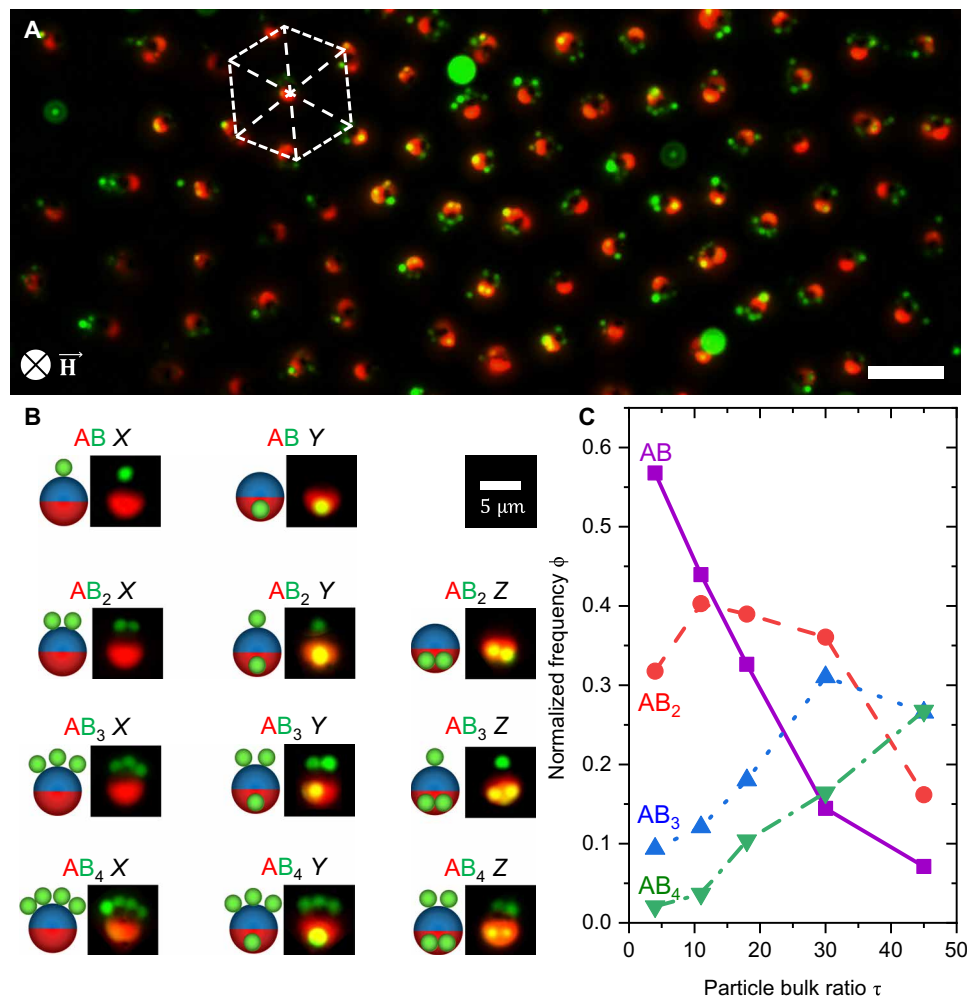 A
H
B
AB X
AB Y
5 μm
AB₂ X
AB₂ Y
AB₂ Z
AB₃ X
AB₃ Y
AB₃ Z
AB₄ X
AB₄ Y
AB₄ Z
C
Normalized frequency ϕ
0.6
0.5
0.4
0.3
0.2
0.1
0.0
AB
AB₂
AB₃
AB₄
0
10
20
30
40
50
Particle bulk ratio τ